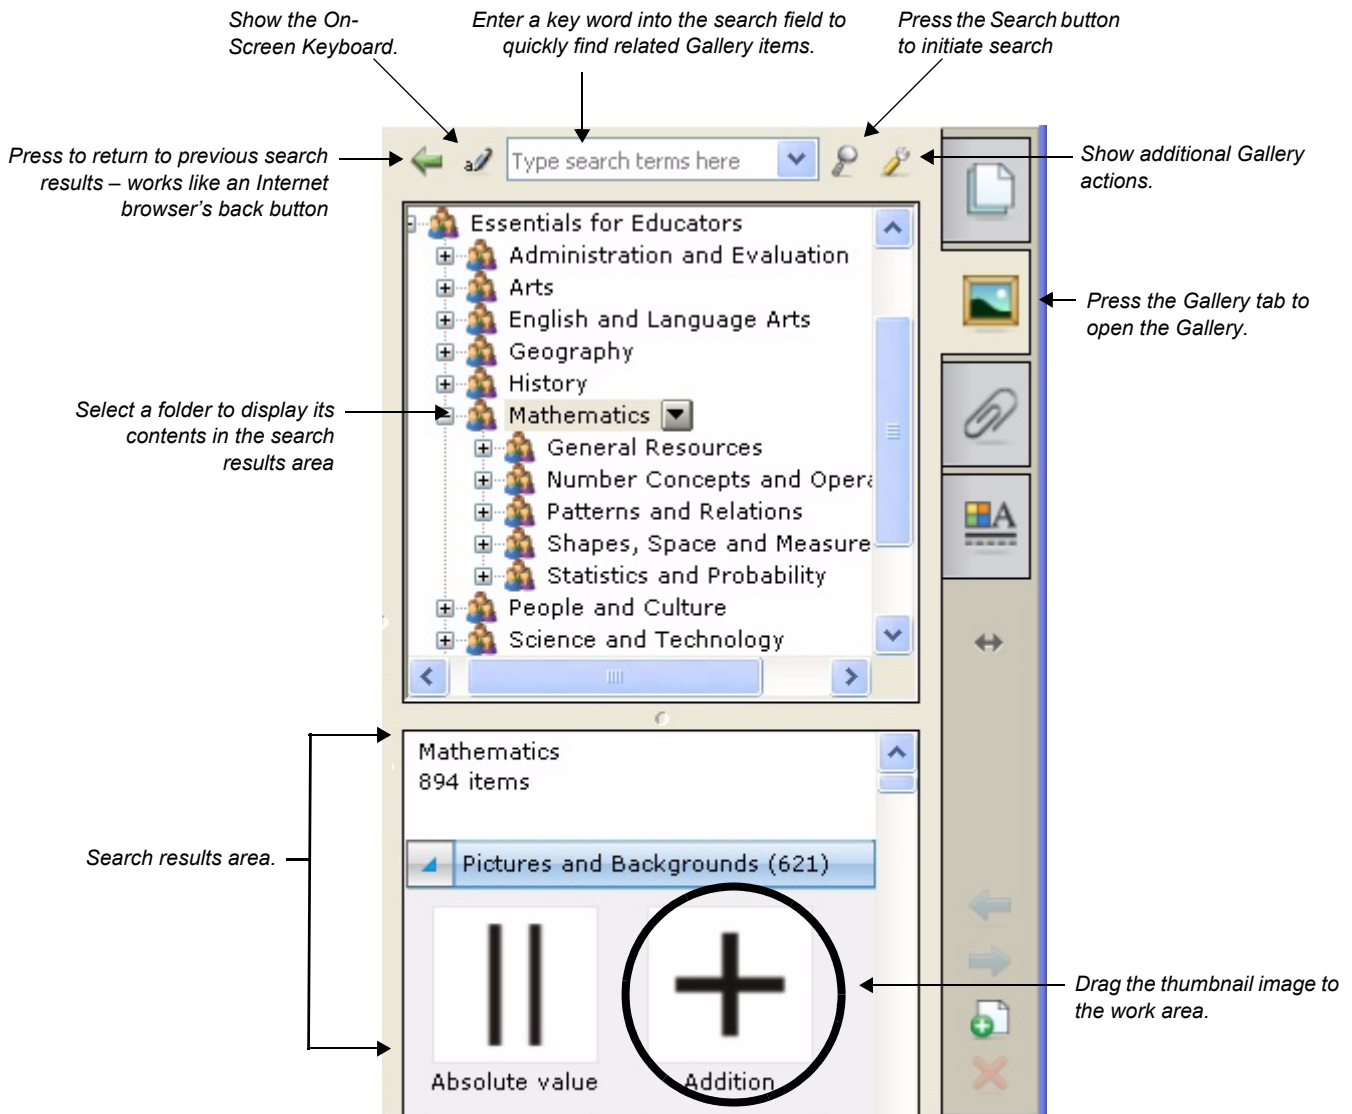 Show the On-
Screen Keyboard.
Enter a key word into the search field to
quickly find related Gallery items.
Press the Search button
to initiate search
Press to return to previous search
results – works like an Internet
browser's back button
a
Type search terms here
Show additional Gallery
actions.
Essentials for Educators
Administration and Evaluation
Arts
English and Language Arts
Geography
History
Mathematics
General Resources
Number Concepts and Opera
Patterns and Relations
Shapes, Space and Measure
Statistics and Probability
People and Culture
Science and Technology
Press the Gallery tab to
open the Gallery.
Select a folder to display its
contents in the search
results area
A
Mathematics
894 items
Search results area.
Pictures and Backgrounds (621)
Absolute value
Addition
Drag the thumbnail image to
the work area.